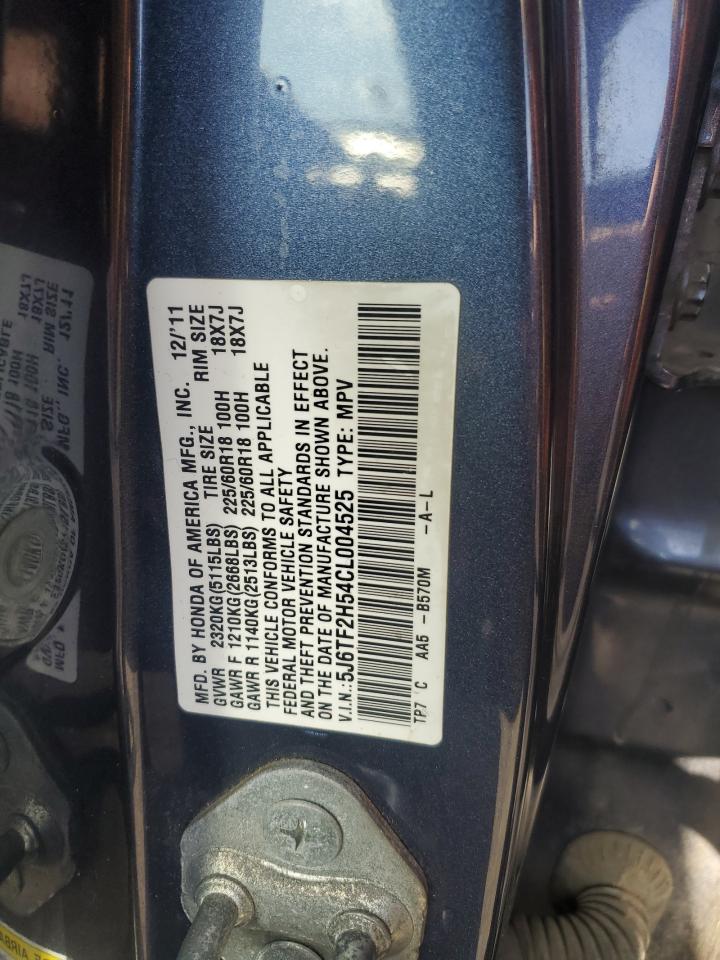 MFD. BY HONDA OF AMERICA MFG., INC. 12/'11
GVWR 2320KG(5115LBS) TIRE SIZE RIM SIZE
GAWR F 1210KG(2668LBS) 225/60R18 100H 18X7J
GAWR R 1140KG(2513LBS) 225/60R18 100H 18X7J
THIS VEHICLE CONFORMS TO ALL APPLICABLE
FEDERAL MOTOR VEHICLE SAFETY
AND THEFT PREVENTION STANDARDS IN EFFECT
ON THE DATE OF MANUFACTURE SHOWN ABOVE.
V.I.N.: 5J6TF2H54CL004525 TYPE: MPV
TP7 C AA5 -B570M -A-L